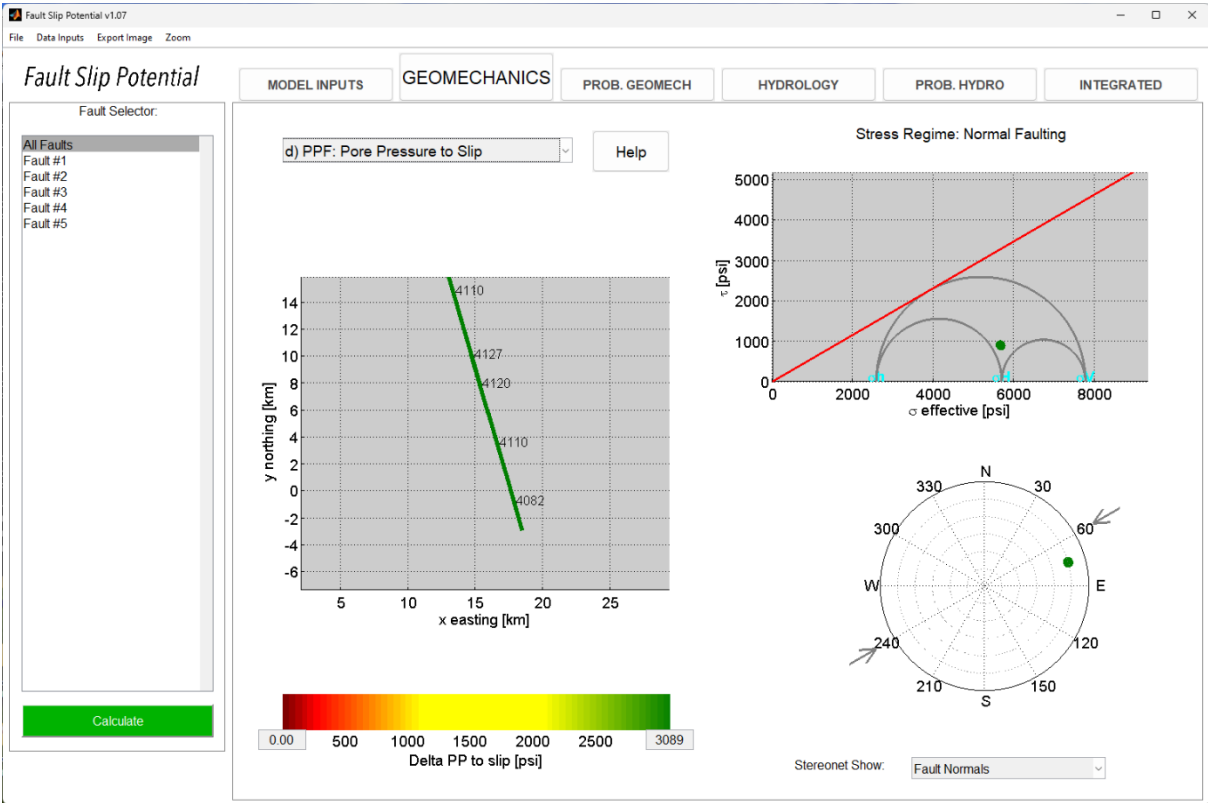 Fault Slip Potential v1.07
File Data Inputs Export Image Zoom
Fault Slip Potential
MODEL INPUTS
GEOMECHANICS
PROB. GEOMECH
HYDROLOGY
PROB. HYDRO
INTEGRATED
Fault Selector:
All Faults
Fault #1
Fault #2
Fault #3
Fault #4
Fault #5
Calculate
d) PPF: Pore Pressure to Slip
Help
4110
4127
4120
4110
4082
14
12
10
8
6
4
2
0
-2
-4
-6
y northing [km]
5 10 15 20 25
x easting [km]
0.00 500 1000 1500 2000 2500 3089
Delta PP to slip [psi]
Stress Regime: Normal Faulting
5000
4000
3000
2000
1000
0
τ [psi]
0 2000 4000 6000 8000
σ effective [psi]
N
330 30
300 60
W E
240 120
210 150
S
Stereonet Show:
Fault Normals